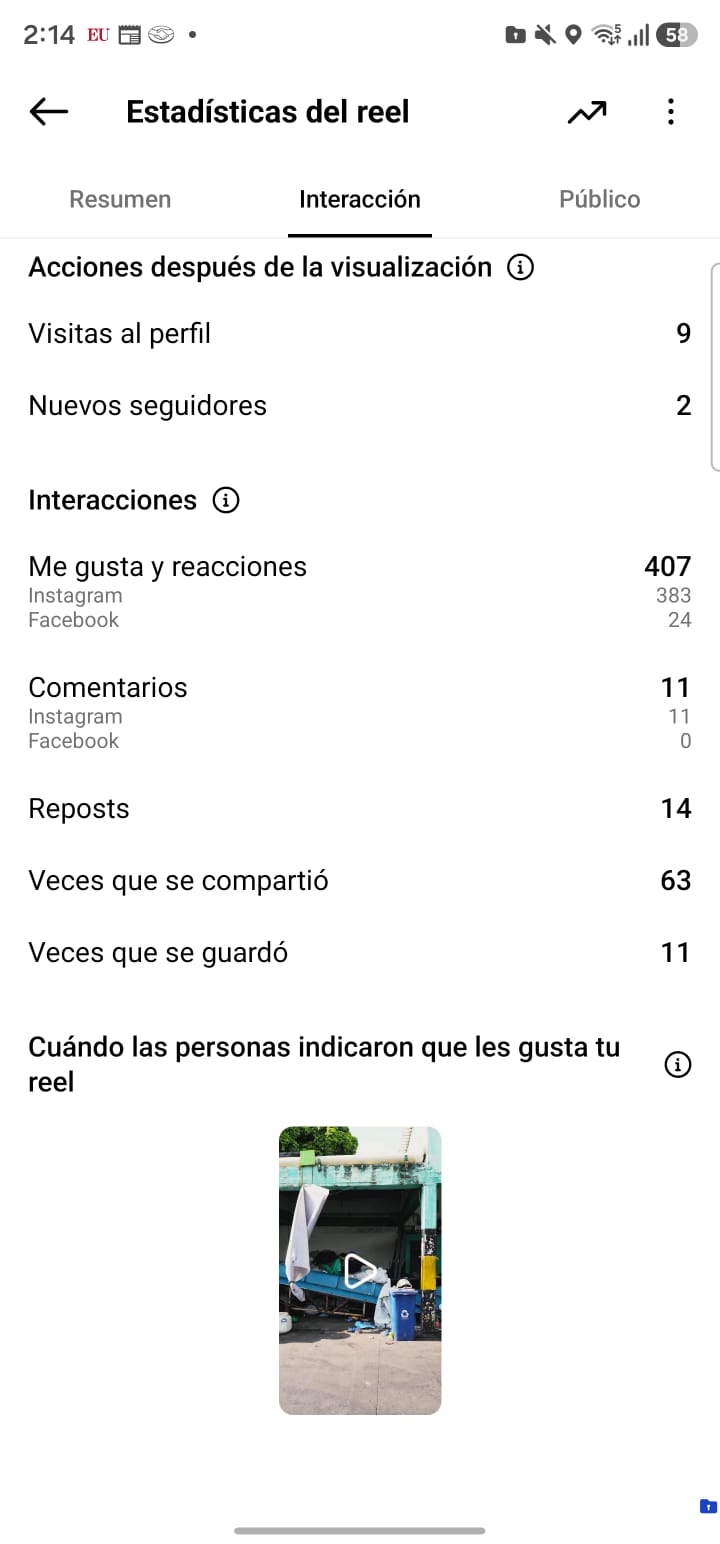 2:14 EU 5 58
Estadísticas del reel
Resumen Interacción Público
Acciones después de la visualización
Visitas al perfil 9
Nuevos seguidores 2
Interacciones
Me gusta y reacciones 407
Instagram 383
Facebook 24
Comentarios 11
Instagram 11
Facebook 0
Reposts 14
Veces que se compartió 63
Veces que se guardó 11
Cuándo las personas indicaron que les gusta tu
reel